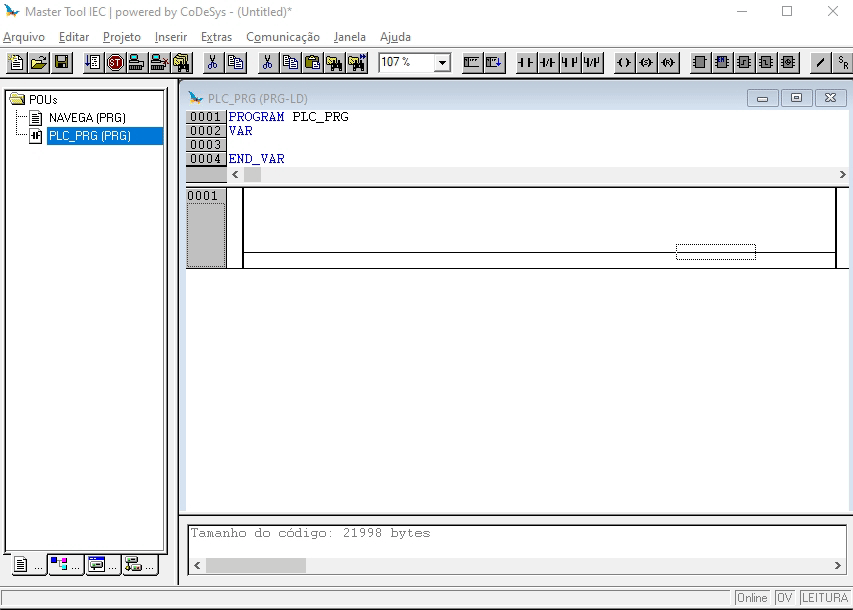 Master Tool IEC | powered by CoDeSys - (Untitled)*
Arquivo Editar Projeto Inserir Extras Comunicação Janela Ajuda
ST
107 %
(S) (R)
S R
POUs
NAVEGA (PRG)
PLC_PRG (PRG)
PLC_PRG (PRG-LD)
0001 PROGRAM PLC_PRG
0002 VAR
0003
0004 END_VAR
0001
Tamanho do código: 21998 bytes
... ... ... ...
Online OV LEITURA